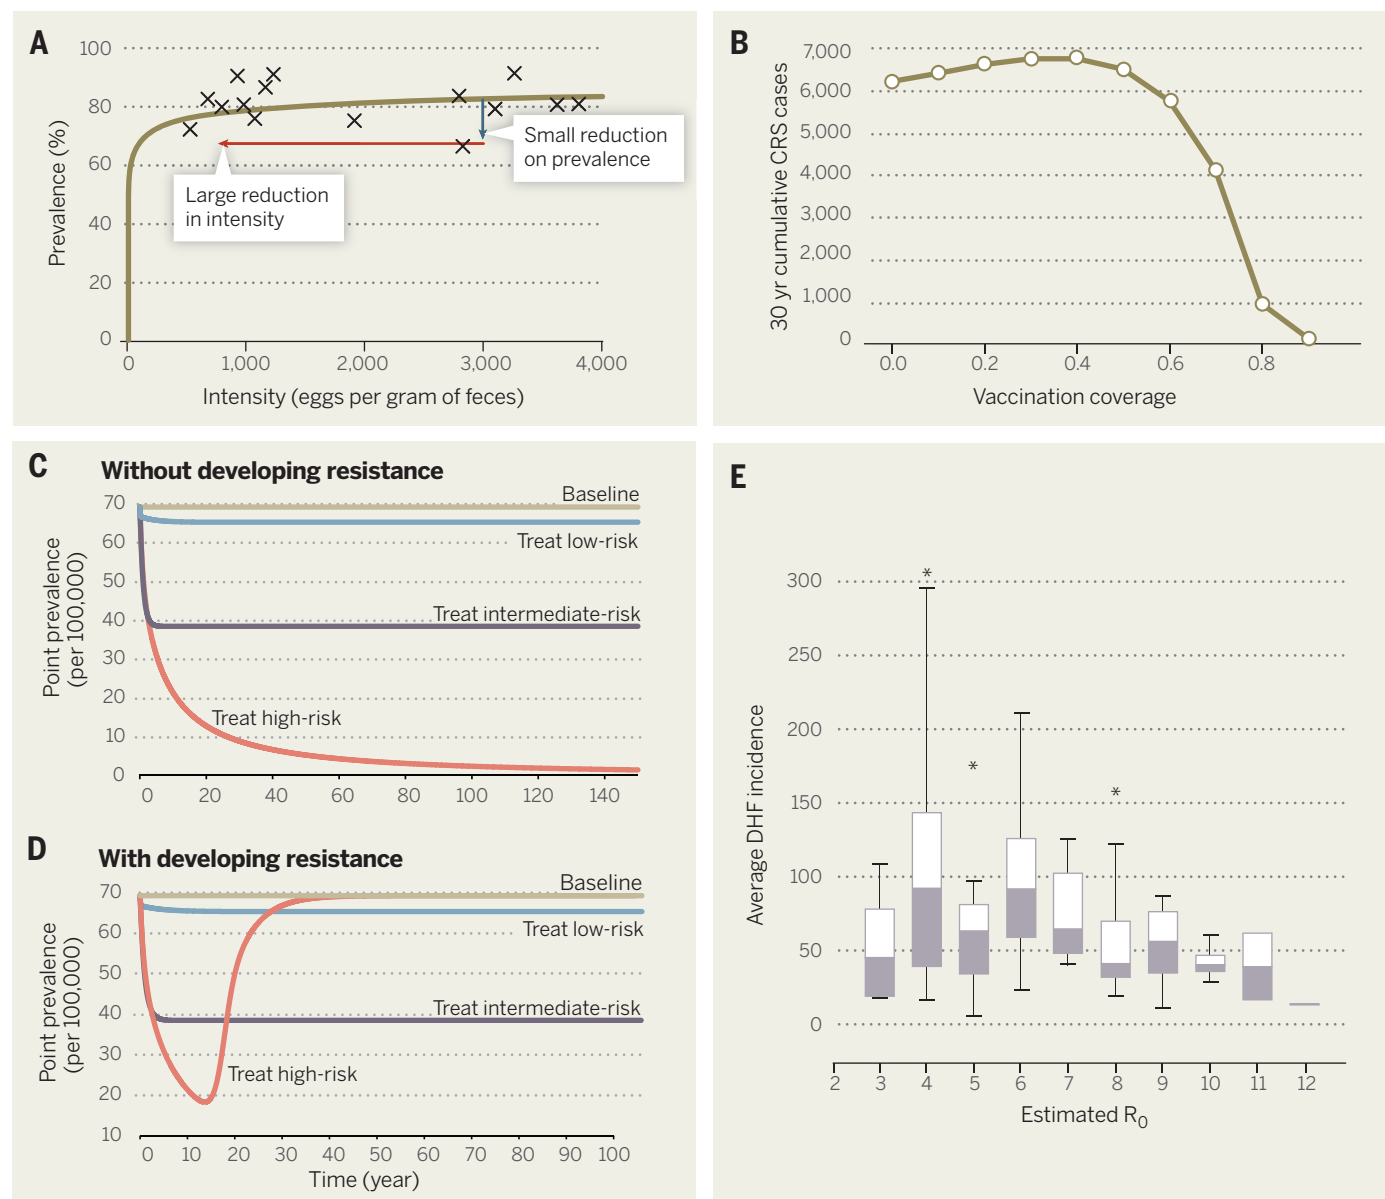 A
100
80
60
40
20
0
Prevalence (%)
0 1,000 2,000 3,000 4,000
Intensity (eggs per gram of feces)
Small reduction
on prevalence
Large reduction
in intensity
B
7,000
6,000
5,000
4,000
3,000
2,000
1,000
0
30 yr cumulative CRS cases
0.0 0.2 0.4 0.6 0.8
Vaccination coverage
C
Without developing resistance
70
60
50
40
30
20
10
0
Point prevalence
(per 100,000)
Baseline
Treat low-risk
Treat intermediate-risk
Treat high-risk
0 20 40 60 80 100 120 140
D
With developing resistance
70
60
50
40
30
20
10
Point prevalence
(per 100,000)
Baseline
Treat low-risk
Treat intermediate-risk
Treat high-risk
0 10 20 30 40 50 60 70 80 90 100
Time (year)
E
300
250
200
150
100
50
0
Average DHF incidence
* * *
2 3 4 5 6 7 8 9 10 11 12
Estimated R0